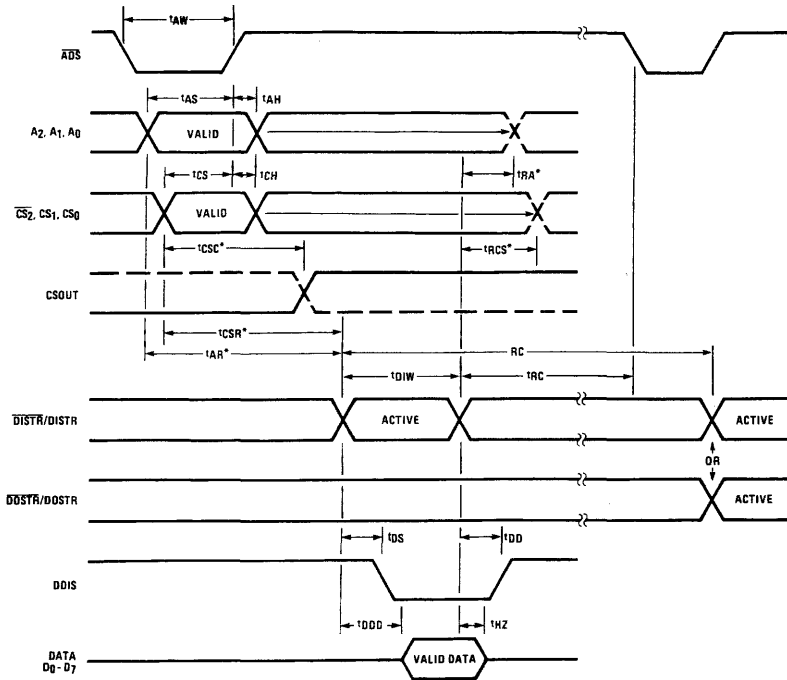 tAW
ADS
tAS tAH
A2, A1, A0 VALID
tCS tCH tRA*
CS2, CS1, CS0 VALID
tCSC* tRCS*
CSOUT
tCSR*
tAR* RC
tDIW tRC
DISTR/DISTR ACTIVE ACTIVE
OR
DOSTR/DOSTR ACTIVE
tDS tDD
DDIS
tDDD tHZ
DATA
D0 - D7 VALID DATA